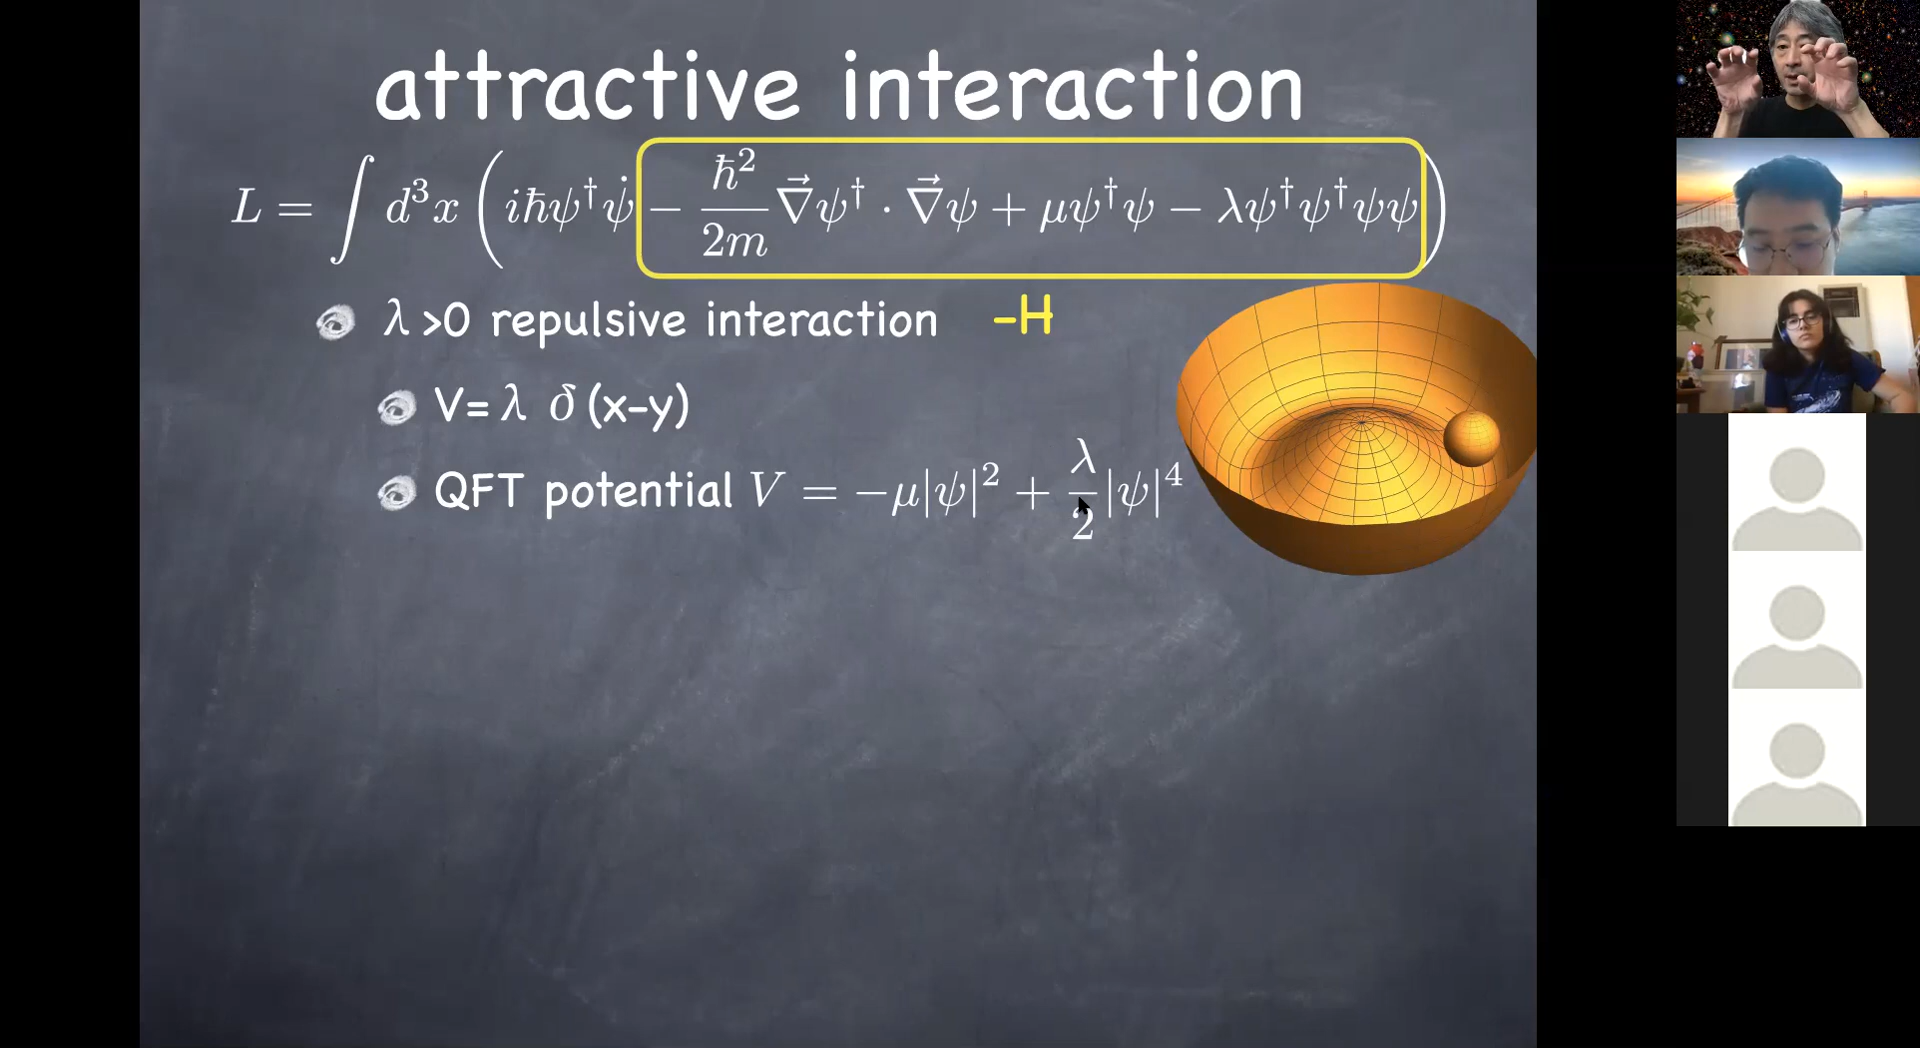 attractive interaction
L = ∫ d³x ( iħψ†ψ̇ − ħ²/2m ∇⃗ψ† · ∇⃗ψ + μψ†ψ − λψ†ψ†ψψ )
λ>0 repulsive interaction −H
V=λ δ(x-y)
QFT potential V = −μ|ψ|² + λ/2 |ψ|⁴